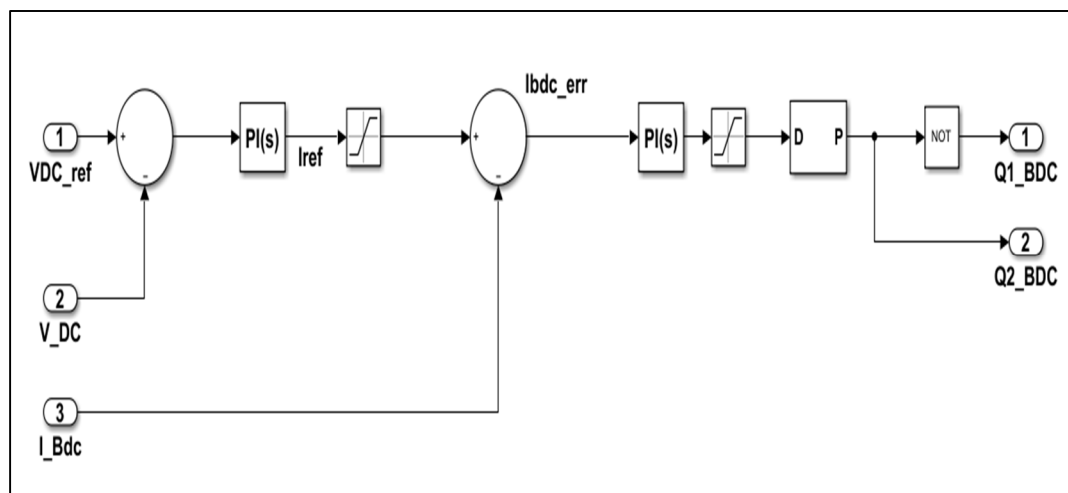 1
VDC_ref
+
−
PI(s)
Iref
+
−
Ibdc_err
PI(s)
D P
NOT
1
Q1_BDC
2
Q2_BDC
2
V_DC
3
I_Bdc